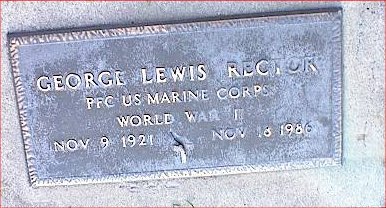 GEORGE LEWIS RECTOR
PFC US MARINE CORPS
WORLD WAR II
NOV 9 1921 NOV 18 1986